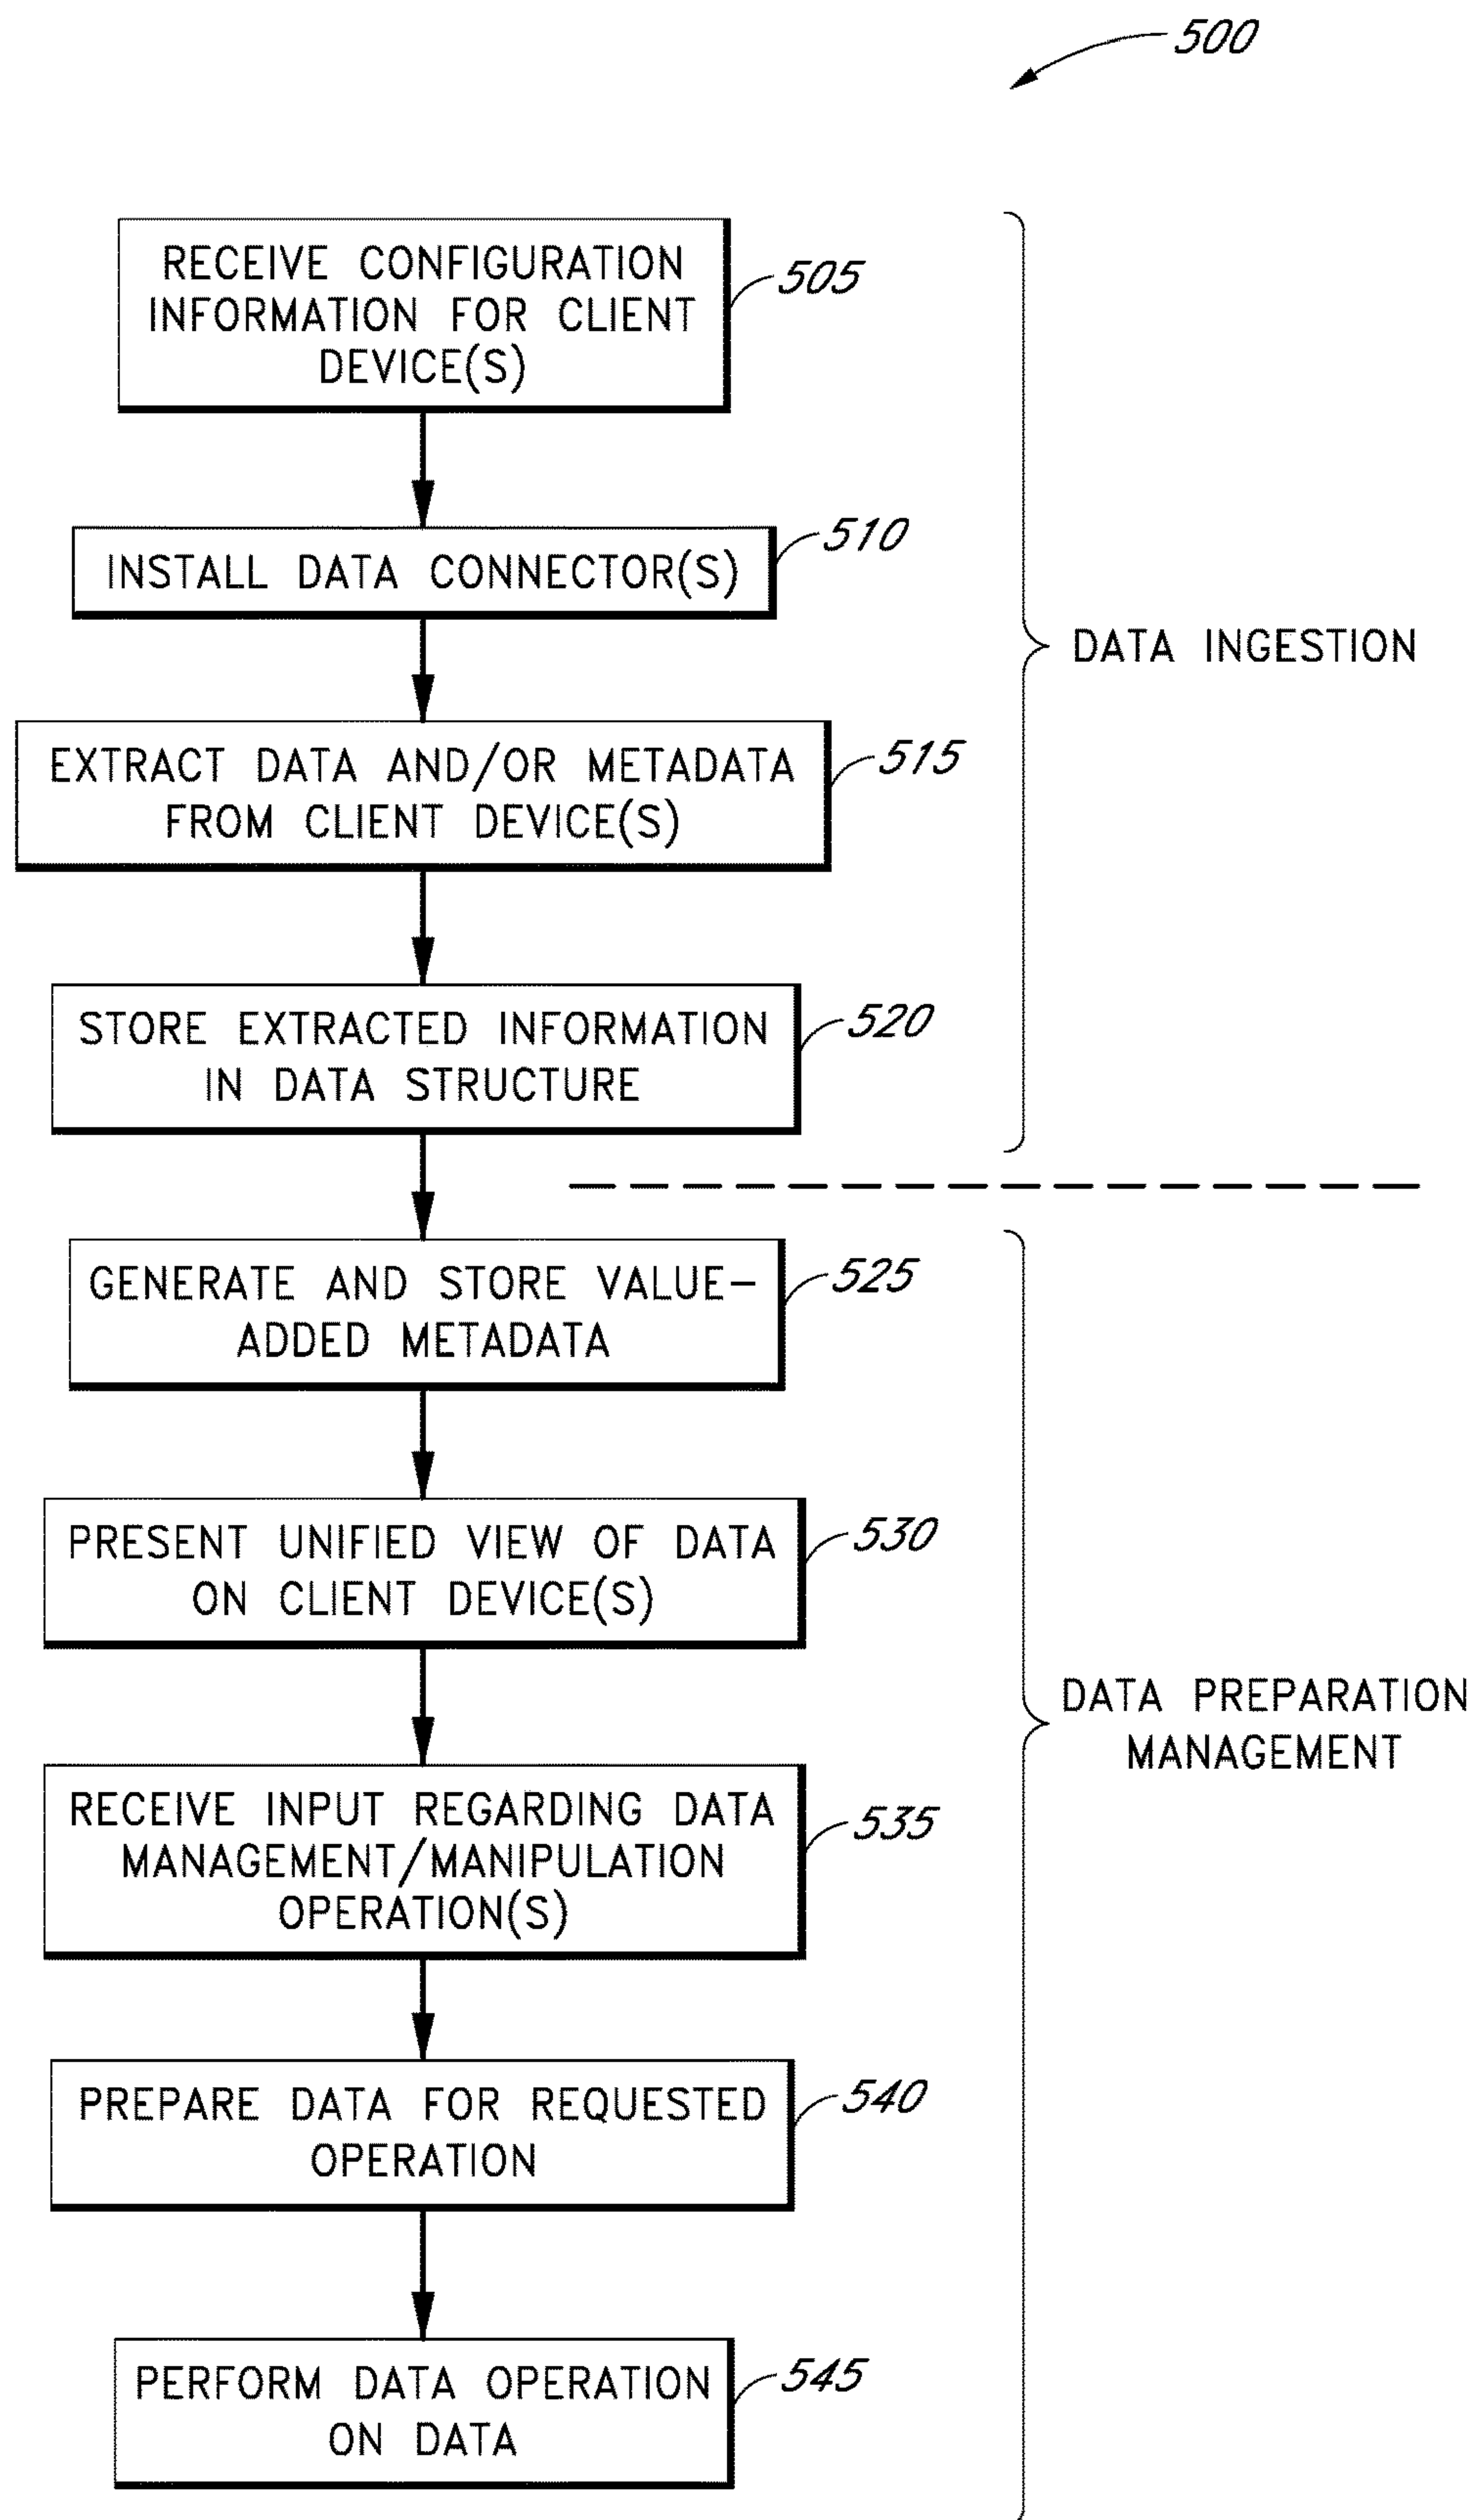 500
RECEIVE CONFIGURATION
INFORMATION FOR CLIENT
DEVICE(S)
505
INSTALL DATA CONNECTOR(S)
510
EXTRACT DATA AND/OR METADATA
FROM CLIENT DEVICE(S)
515
STORE EXTRACTED INFORMATION
IN DATA STRUCTURE
520
DATA INGESTION
GENERATE AND STORE VALUE-
ADDED METADATA
525
PRESENT UNIFIED VIEW OF DATA
ON CLIENT DEVICE(S)
530
RECEIVE INPUT REGARDING DATA
MANAGEMENT/MANIPULATION
OPERATION(S)
535
PREPARE DATA FOR REQUESTED
OPERATION
540
PERFORM DATA OPERATION
ON DATA
545
DATA PREPARATION
MANAGEMENT